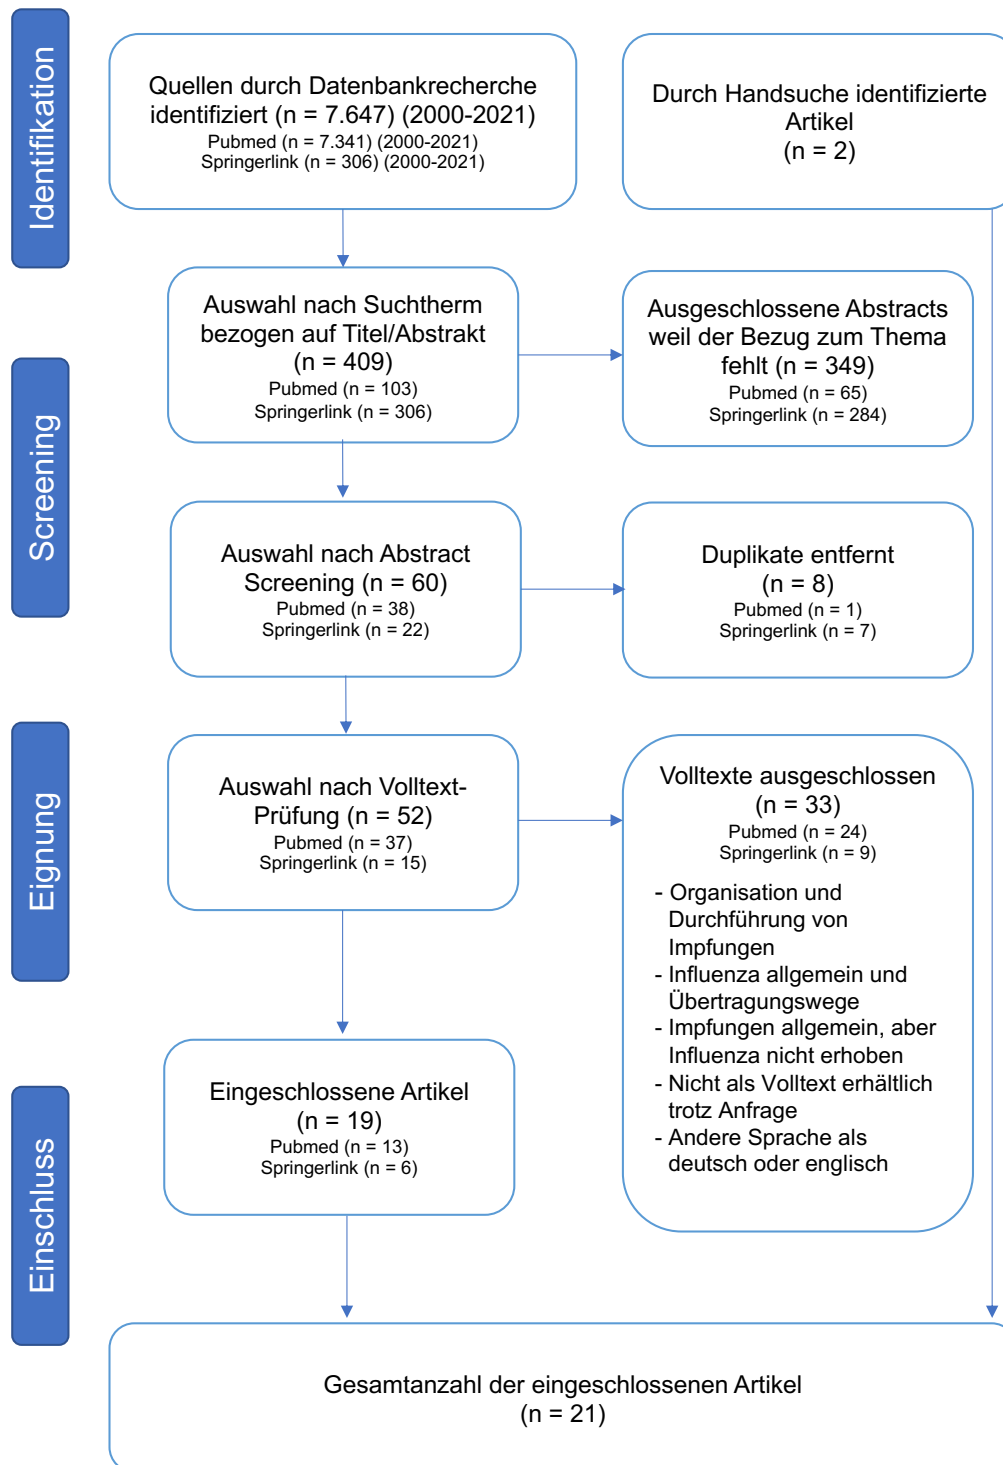 Identifikation
Quellen durch Datenbankrecherche
identifiziert (n = 7.647) (2000-2021)
Pubmed (n = 7.341) (2000-2021)
Springerlink (n = 306) (2000-2021)
Durch Handsuche identifizierte
Artikel
(n = 2)
Screening
Auswahl nach Suchtherm
bezogen auf Titel/Abstrakt
(n = 409)
Pubmed (n = 103)
Springerlink (n = 306)
Ausgeschlossene Abstracts
weil der Bezug zum Thema
fehlt (n = 349)
Pubmed (n = 65)
Springerlink (n = 284)
Auswahl nach Abstract
Screening (n = 60)
Pubmed (n = 38)
Springerlink (n = 22)
Duplikate entfernt
(n = 8)
Pubmed (n = 1)
Springerlink (n = 7)
Eignung
Auswahl nach Volltext-
Prüfung (n = 52)
Pubmed (n = 37)
Springerlink (n = 15)
Volltexte ausgeschlossen
(n = 33)
Pubmed (n = 24)
Springerlink (n = 9)
- Organisation und
Durchführung von
Impfungen
- Influenza allgemein und
Übertragungswege
- Impfungen allgemein, aber
Influenza nicht erhoben
- Nicht als Volltext erhältlich
trotz Anfrage
- Andere Sprache als
deutsch oder englisch
Einschluss
Eingeschlossene Artikel
(n = 19)
Pubmed (n = 13)
Springerlink (n = 6)
Gesamtanzahl der eingeschlossenen Artikel
(n = 21)